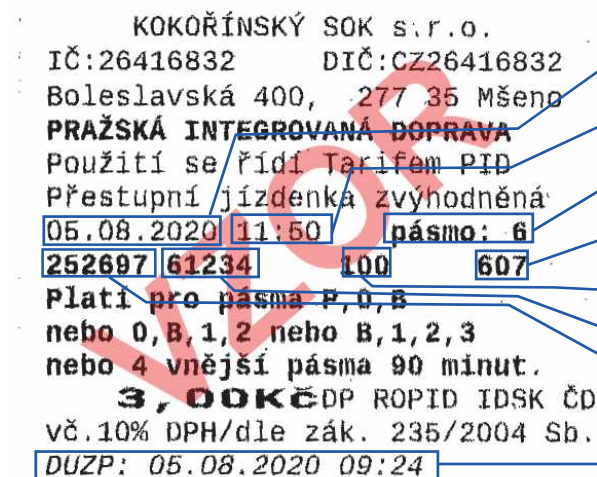 KOKOŘÍNSKÝ SOK s.r.o.
IČ:26416832 DIČ:CZ26416832
Boleslavská 400, 277 35 Mšeno
PRAŽSKÁ INTEGROVANÁ DOPRAVA
Použití se řídí Tarifem PID
Přestupní jízdenka zvýhodněná
05.08.2020 11:50 pásmo: 6
252697 61234 100 607
Platí pro pásma P,0,B
nebo 0,B,1,2 nebo B,1,2,3
nebo 4 vnější pásma 90 minut.
3,00Kč DP ROPID IDSK ČD
vč.10% DPH/dle zák. 235/2004 Sb.
DUZP: 05.08.2020 09:24
VZOR